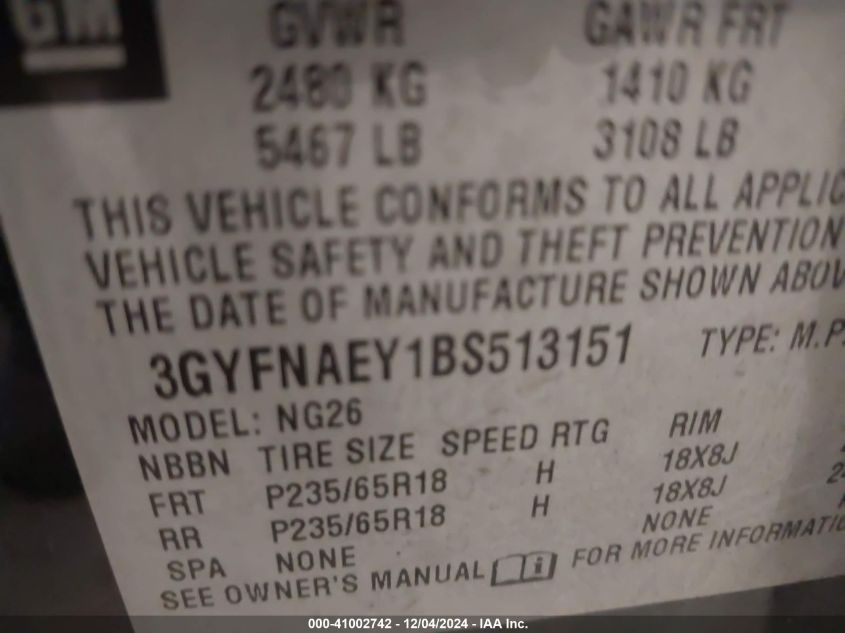 GM
GVWR GAWR FRT
2480 KG 1410 KG
5467 LB 3108 LB
THIS VEHICLE CONFORMS TO ALL APPLIC
VEHICLE SAFETY AND THEFT PREVENTION
THE DATE OF MANUFACTURE SHOWN ABOV
3GYFNAEY1BS513151 TYPE: M.P.
MODEL: NG26
NBBN TIRE SIZE SPEED RTG RIM
FRT P235/65R18 H 18X8J
RR P235/65R18 H 18X8J
SPA NONE NONE
SEE OWNER'S MANUAL FOR MORE INFORMATIO
000-41002742 - 12/04/2024 - IAA Inc.